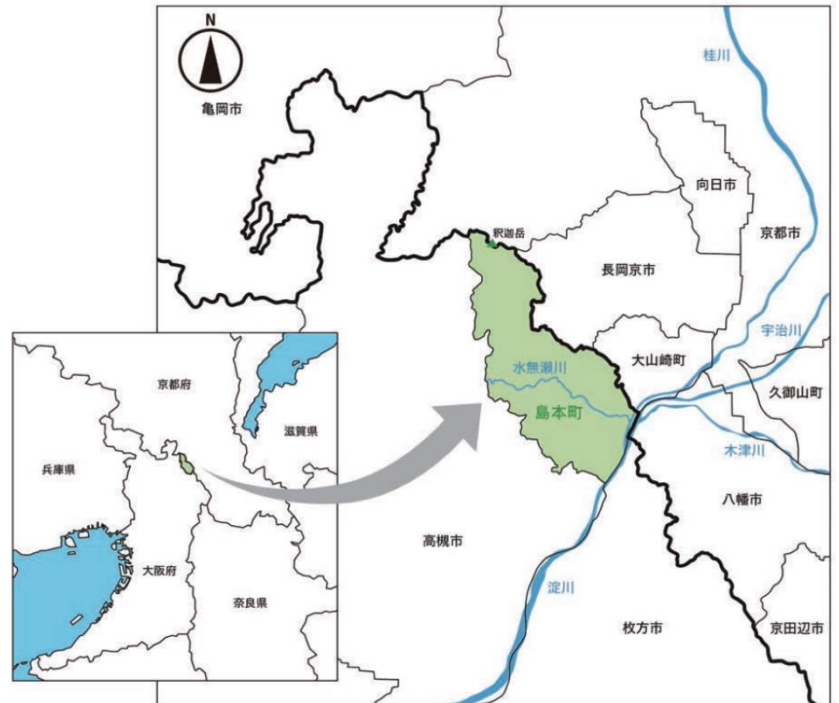 N
亀岡市
桂川
向日市
京都市
釈迦岳
長岡京市
宇治川
大山崎町
久御山町
水無瀬川
島本町
木津川
八幡市
高槻市
淀川
枚方市
京田辺市
京都府
滋賀県
兵庫県
大阪府
奈良県